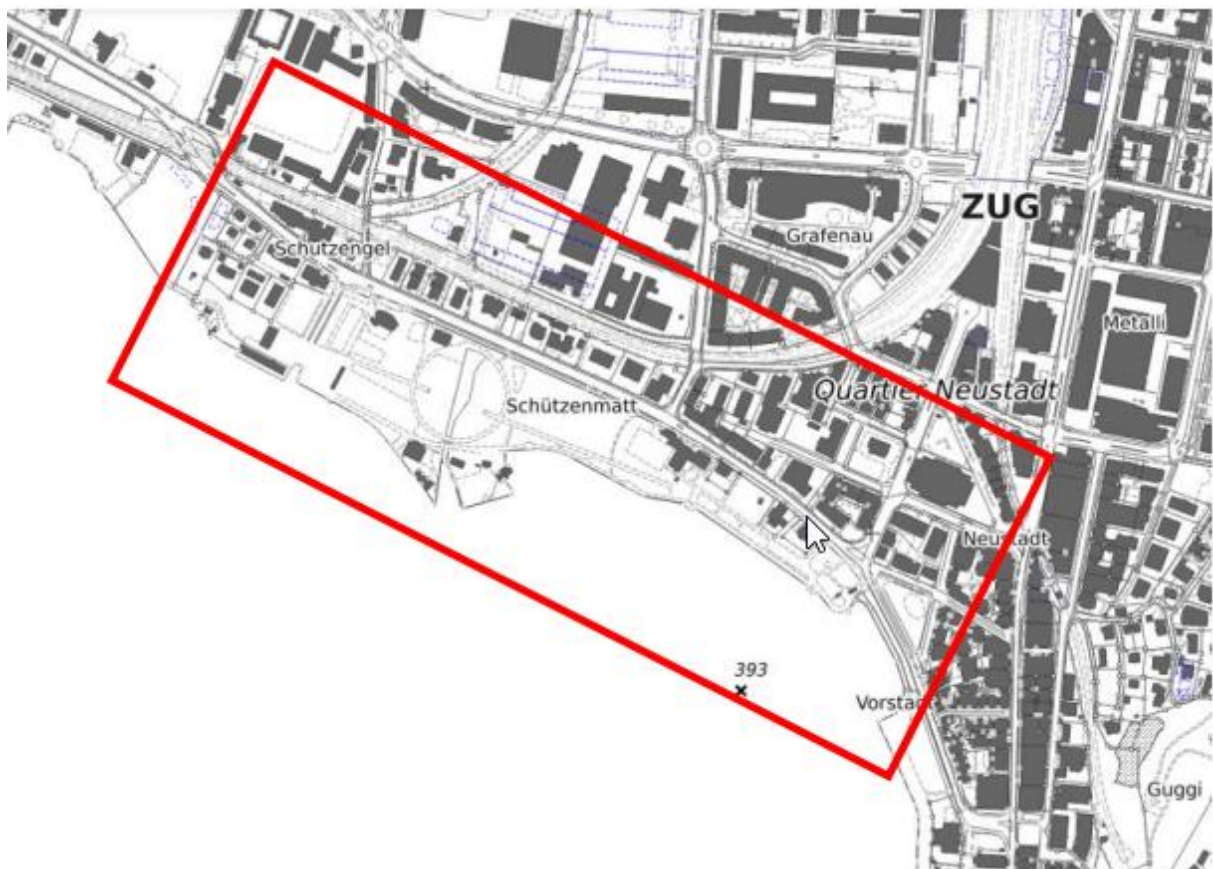 ZUG
Grafenau
Schutzengel
Metalli
Quartier Neustadt
Schützenmatt
Neustadt
393
Vorstadt
Guggi